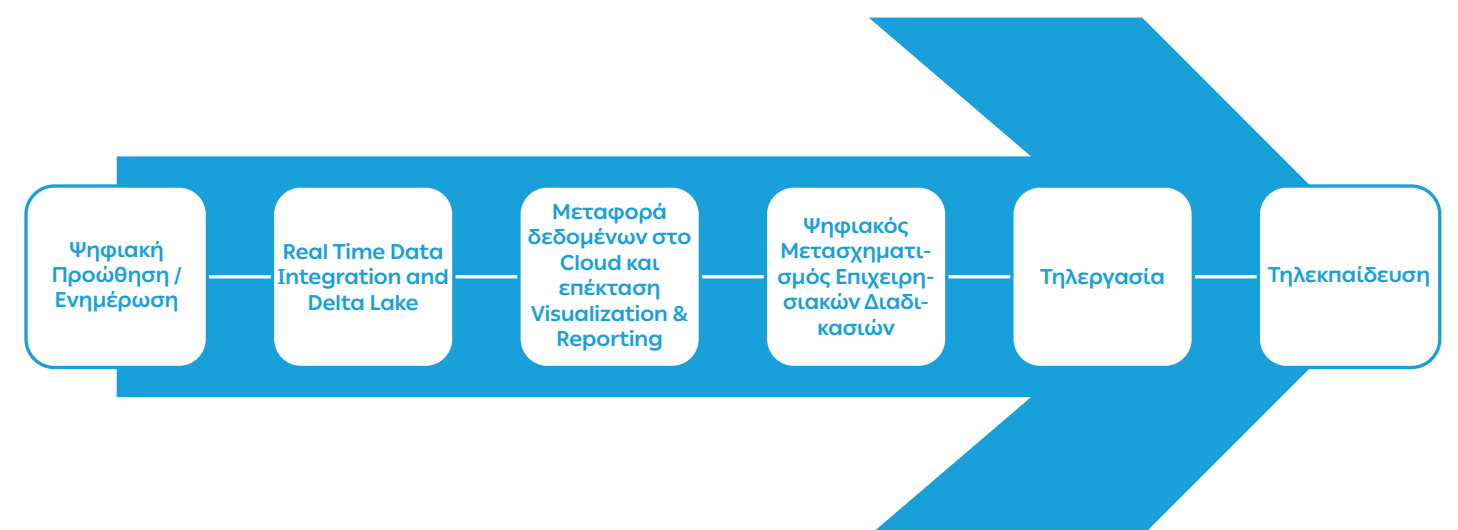 Ψηφιακή
Προώθηση /
Ενημέρωση
Real Time Data
Integration and
Delta Lake
Μεταφορά
δεδομένων στο
Cloud και
επέκταση
Visualization &
Reporting
Ψηφιακός
Μετασχηματι-
σμός Επιχειρη-
σιακών Διαδι-
κασιών
Τηλεργασία
Τηλεκπαίδευση